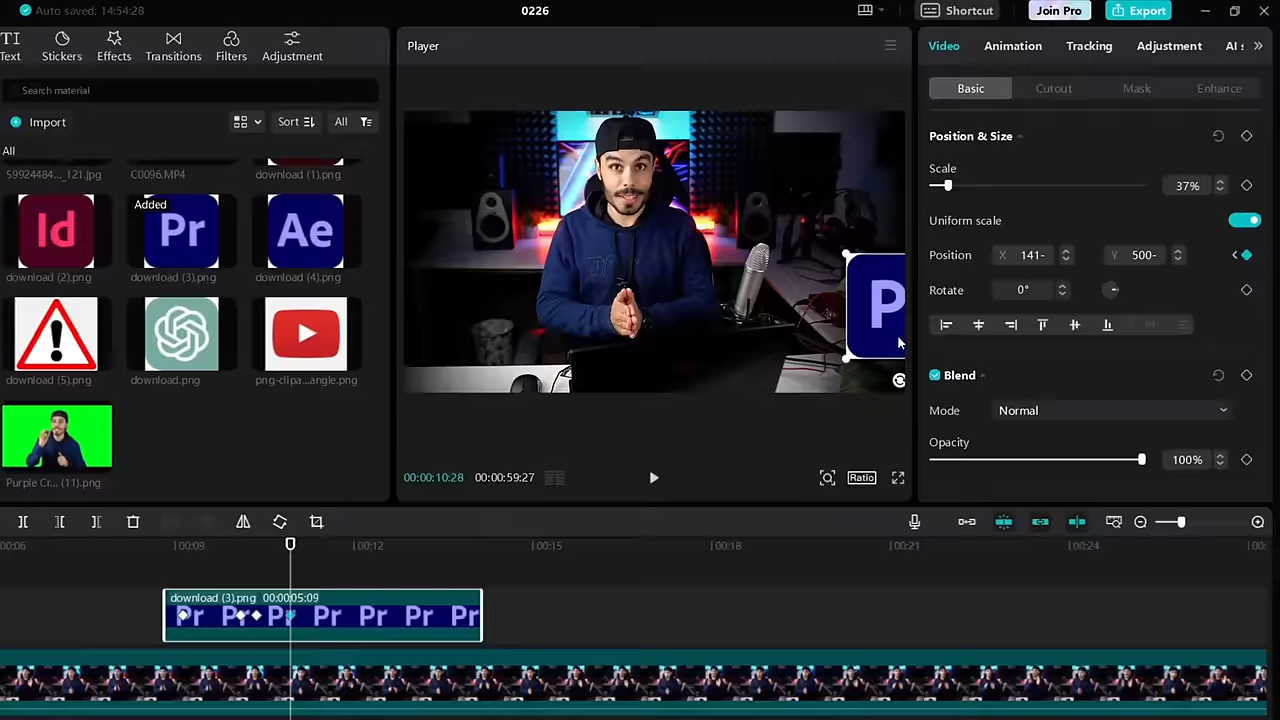 Auto saved: 14:54:28
0226
Shortcut
Join Pro
Export
TI
Text
Stickers
Effects
Transitions
Filters
Adjustment
Search material
Import
Sort
All
All
59924484..._121.jpg
C0096.MP4
download (1).png
Id
Added
Pr
Ae
download (2).png
download (3).png
download (4).png
download (5).png
download.png
png-clipa...angle.png
Purple Cr... (11).png
Player
P
00:00:10:28
00:00:59:27
Ratio
Video
Animation
Tracking
Adjustment
AI
Basic
Cutout
Mask
Enhance
Position & Size
Scale
37%
Uniform scale
Position
X 141-
Y 500-
Rotate
0°
Blend
Mode
Normal
Opacity
100%
00:06
00:09
00:12
00:15
00:18
00:21
00:24
00:
download (3).png 00:00:05:09
Pr Pr Pr Pr Pr Pr Pr